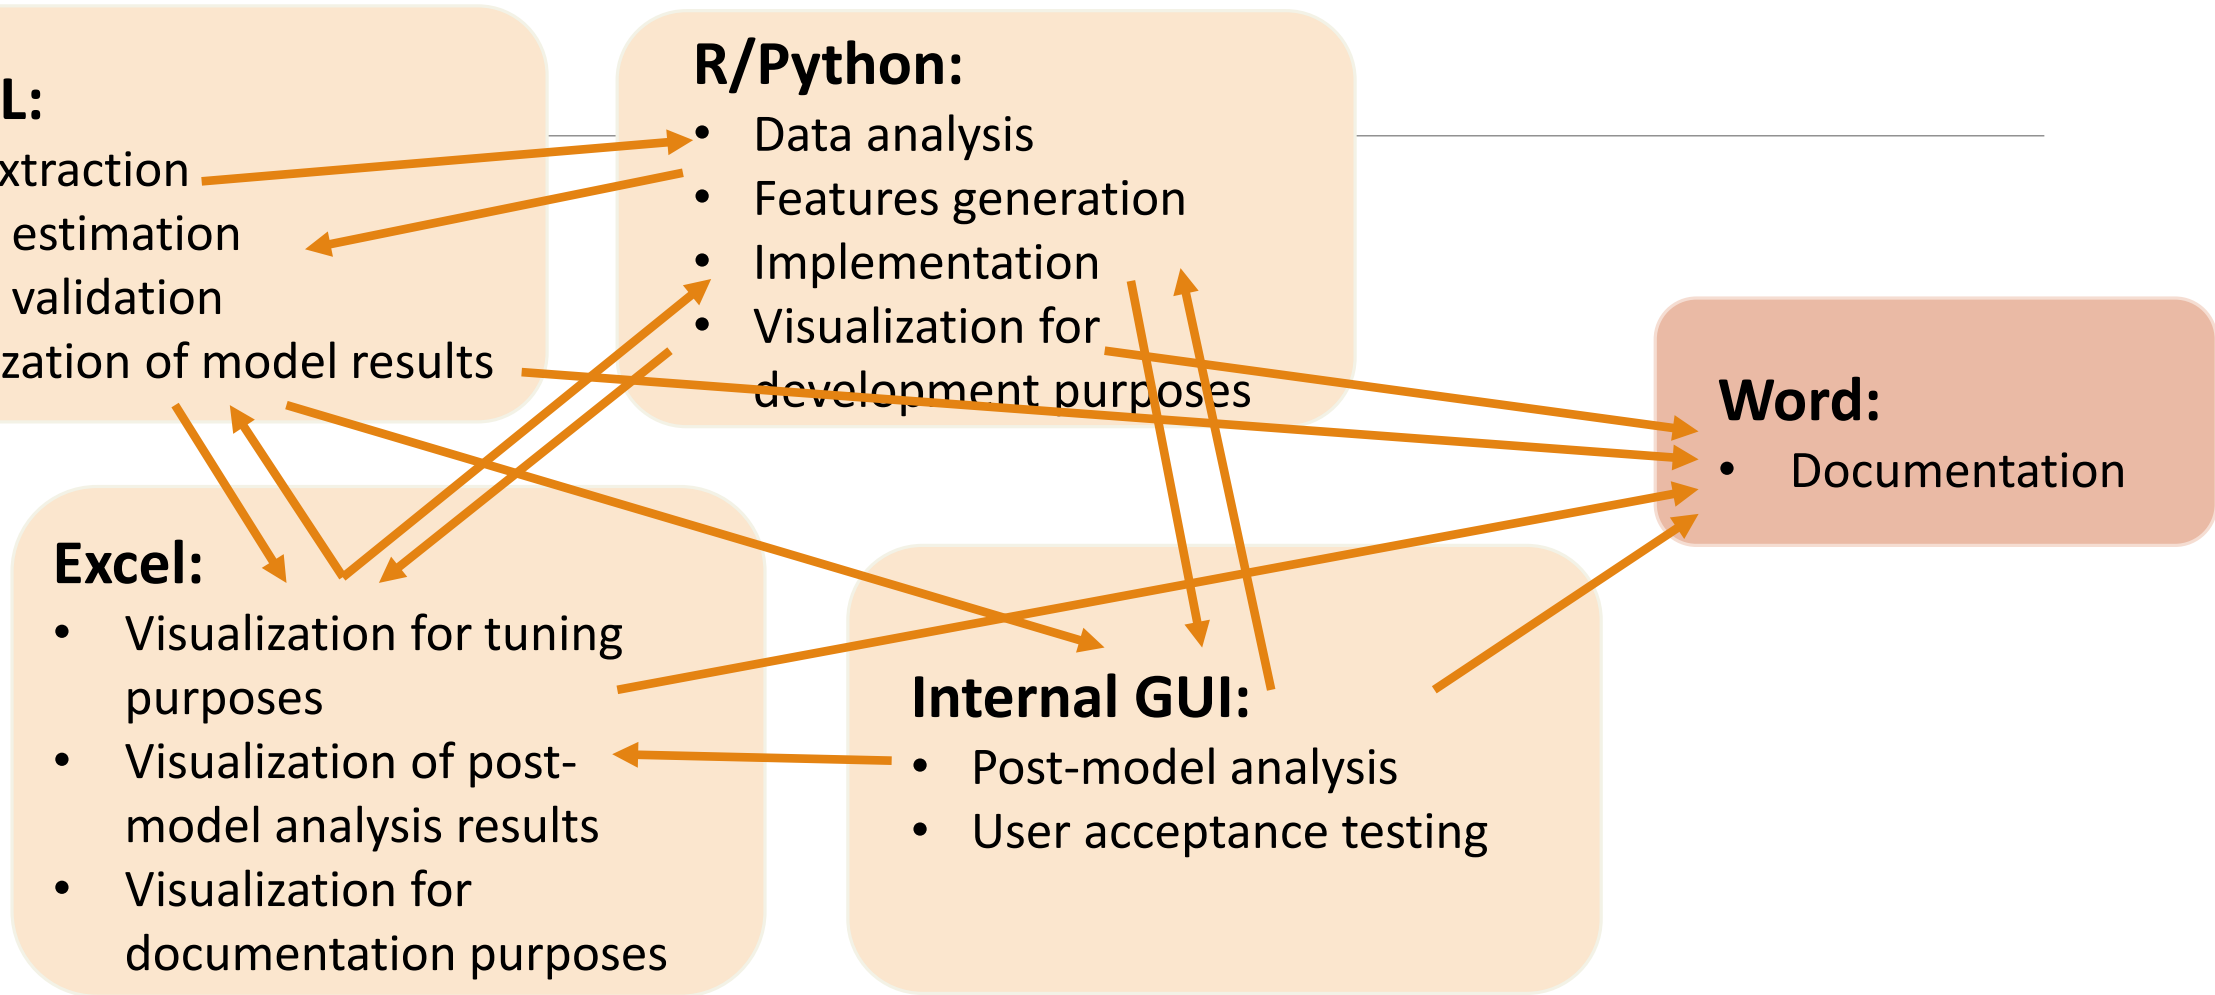 L:
xtraction
estimation
validation
zation of model results
R/Python:
• Data analysis
• Features generation
• Implementation
• Visualization for
development purposes
Word:
• Documentation
Excel:
• Visualization for tuning
purposes
• Visualization of post-
model analysis results
• Visualization for
documentation purposes
Internal GUI:
• Post-model analysis
• User acceptance testing